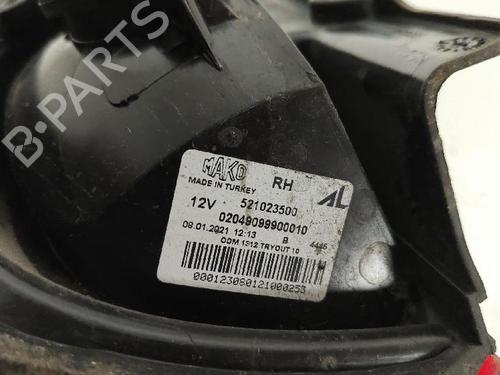 B-PARTS
MAKO RH
MADE IN TURKEY
AL
12V 521023500
02049099900010
09.01.2021 12:13 B 4445
ODM 1312 TRYOUT 10
0001230S0121000253